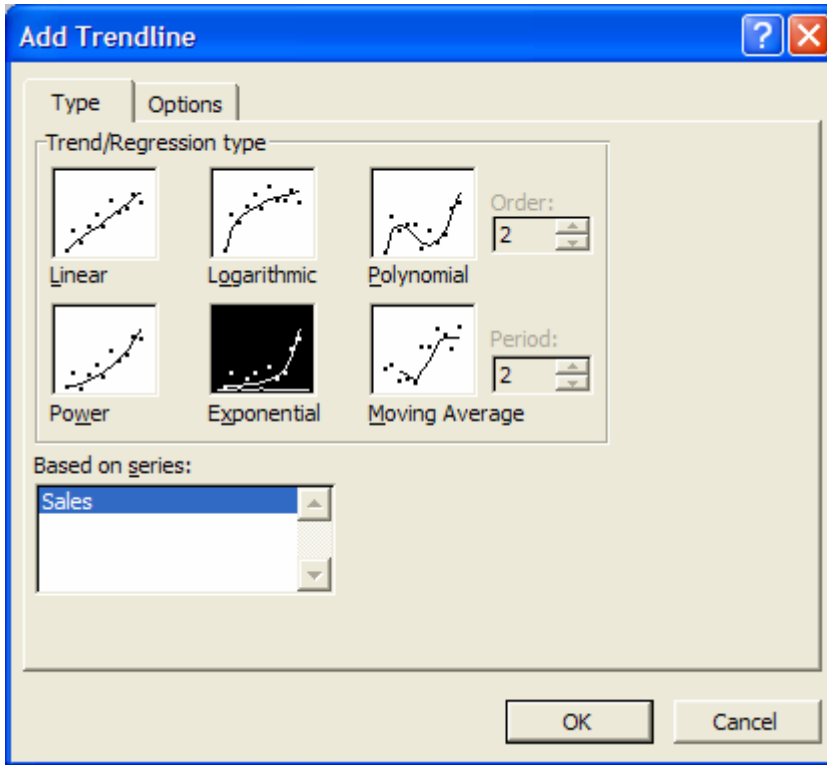 Add Trendline
?
Type Options
Trend/Regression type
Linear Logarithmic Polynomial
Order:
2
Power Exponential Moving Average
Period:
2
Based on series:
Sales
OK Cancel